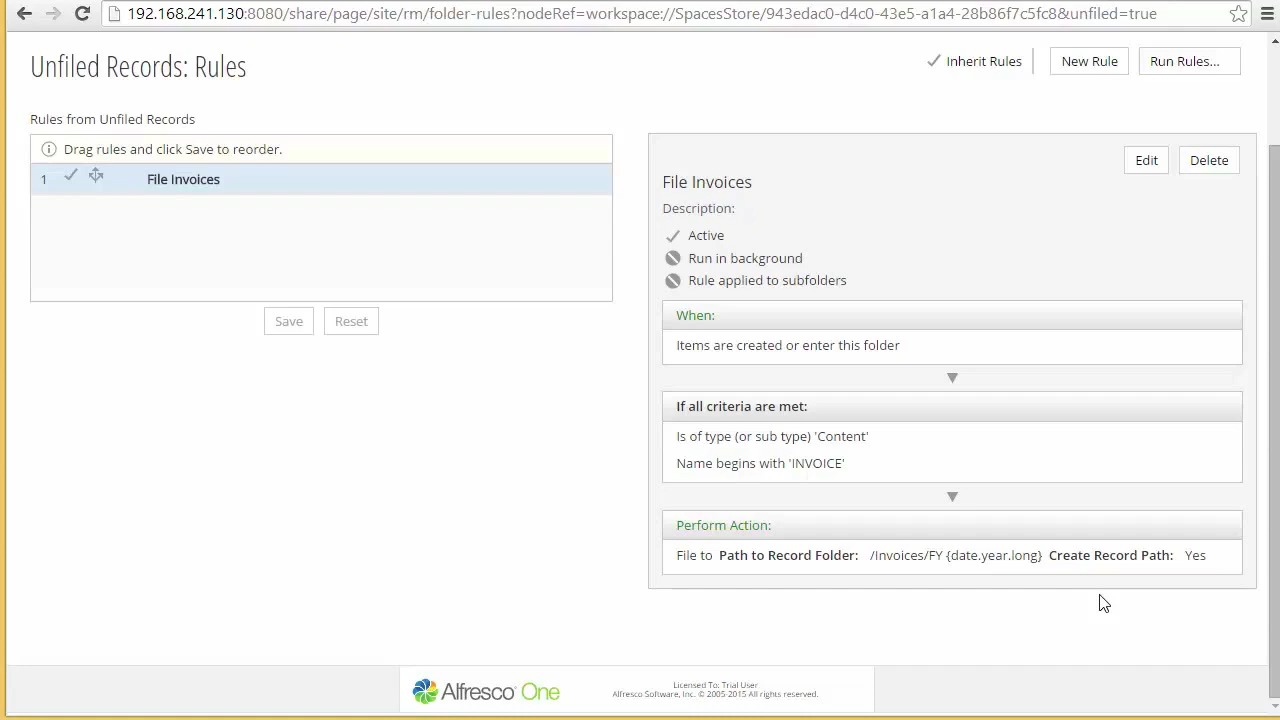 192.168.241.130:8080/share/page/site/rm/folder-rules?nodeRef=workspace://SpacesStore/943edac0-d4c0-43e5-a1a4-28b86f7c5fc8&unfiled=true
Unfiled Records: Rules
Inherit Rules
New Rule
Run Rules...
Rules from Unfiled Records
Drag rules and click Save to reorder.
1 File Invoices
Save
Reset
Edit
Delete
File Invoices
Description:
Active
Run in background
Rule applied to subfolders
When:
Items are created or enter this folder
If all criteria are met:
Is of type (or sub type) 'Content'
Name begins with 'INVOICE'
Perform Action:
File to Path to Record Folder: /Invoices/FY {date.year.long} Create Record Path: Yes
Alfresco One
Licensed To: Trial User
Alfresco Software, Inc. © 2005-2015 All rights reserved.